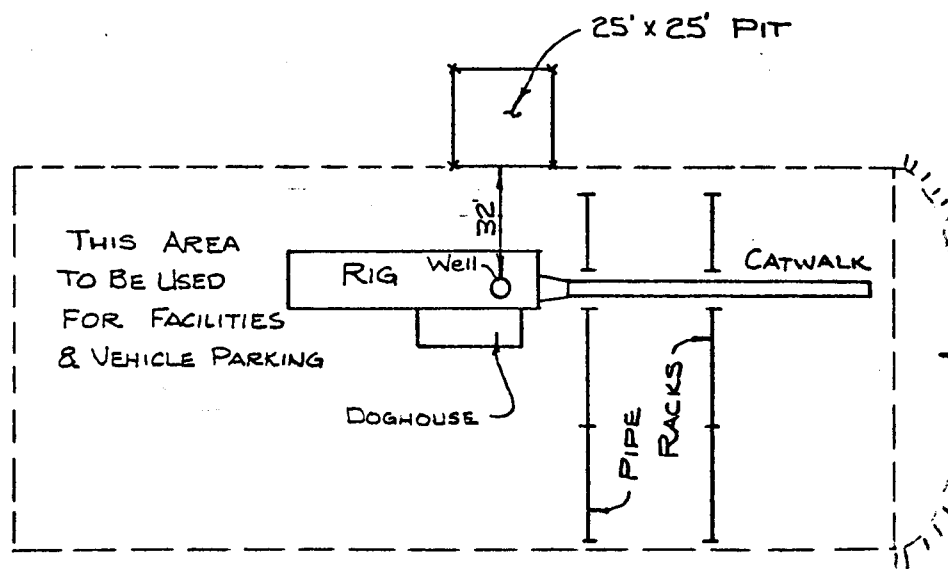 25' X 25' PIT
32'
THIS AREA
TO BE USED
FOR FACILITIES
& VEHICLE PARKING
RIG
Well
CATWALK
DOGHOUSE
PIPE
RACKS